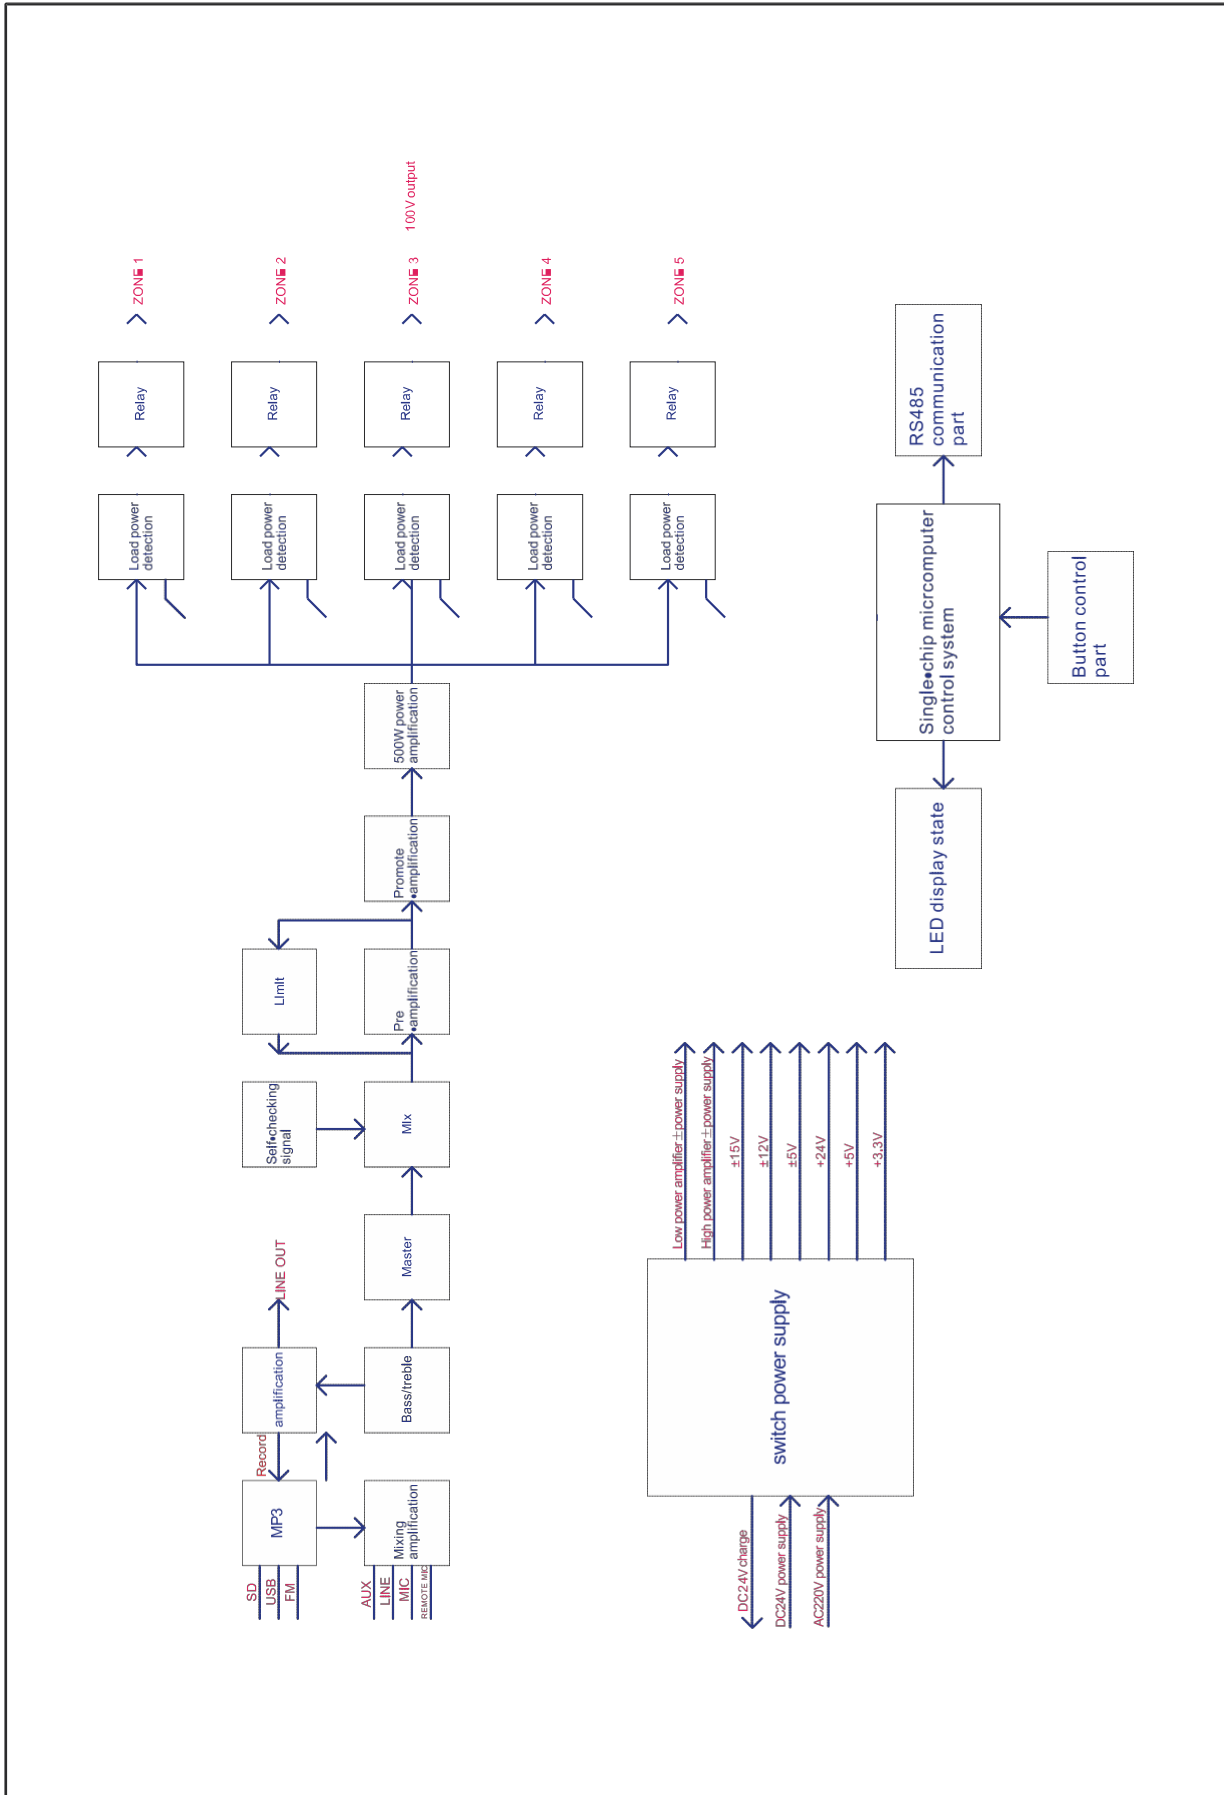 100V output
ZONE 1
ZONE 2
ZONE 3
ZONE 4
ZONE 5
Relay
Relay
Relay
Relay
Relay
Load power
detection
Load power
detection
Load power
detection
Load power
detection
Load power
detection
500W power
amplification
Promote
•amplification
LImIt
Pre
•amplification
Self•checking
signal
MIx
Master
LINE OUT
amplification
Bass/treble
Record
MP3
Mixing
amplification
SD
USB
FM
AUX
LINE
MIC
REMOTE MIC
RS485
communication
part
Single•chip micrcomputer
control system
Button control
part
LED display state
Low power amplifier±power supply
High power amplifier±power supply
±15V
±12V
±5V
+24V
+5V
+3.3V
switch power supply
DC24V charge
DC24V power supply
AC220V power supply